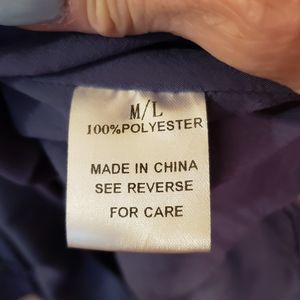 M/L
100%POLYESTER
MADE IN CHINA
SEE REVERSE
FOR CARE